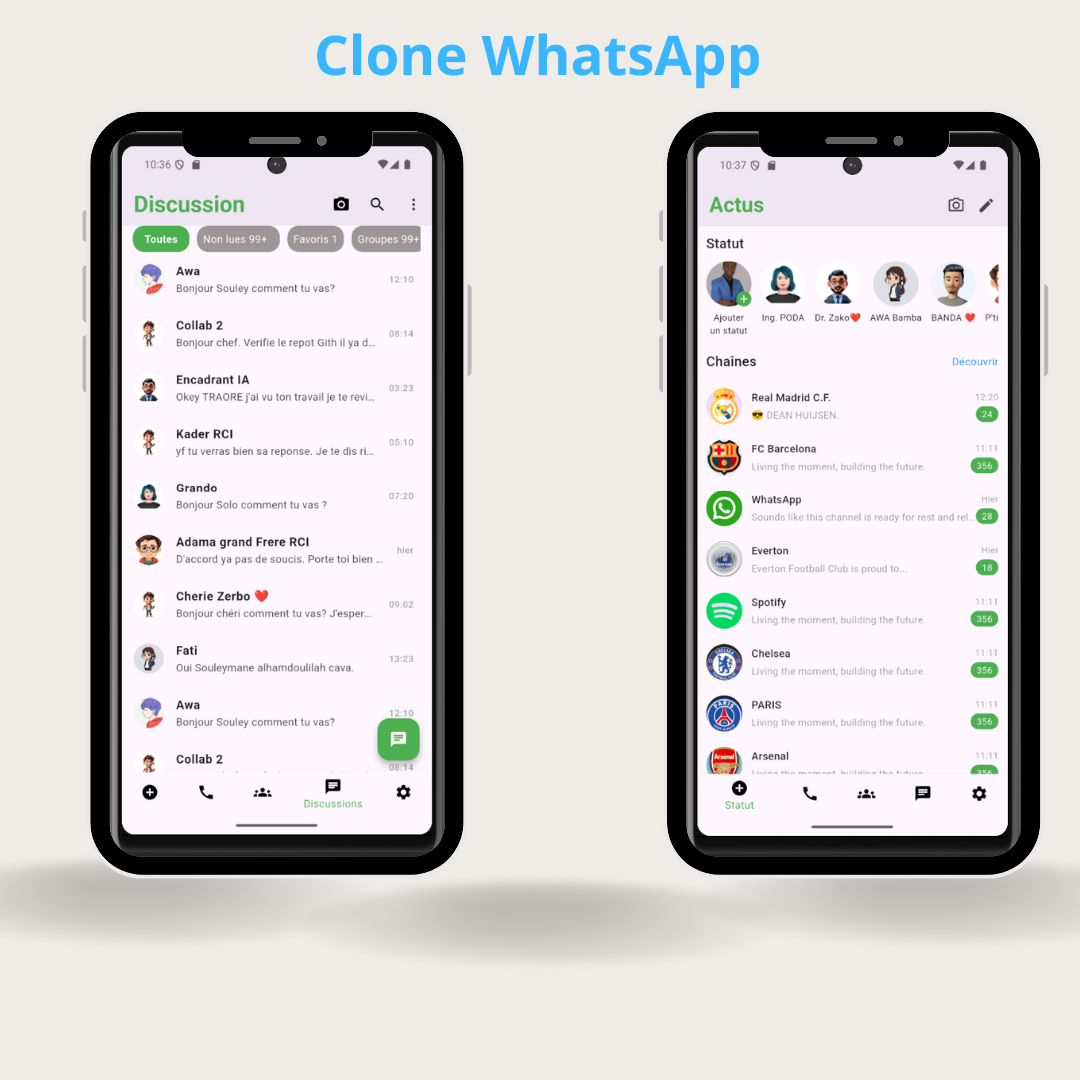 Clone WhatsApp
10:36
Discussion
Toutes
Non lues 99+
Favoris 1
Groupes 99+
Awa
Bonjour Souley comment tu vas?
12:10
Collab 2
Bonjour chef. Verifie le repot Gith il ya d...
08:14
Encadrant IA
Okey TRAORE j'ai vu ton travail je te revi...
03:23
Kader RCI
yf tu verras bien sa reponse. Je te dis ri...
05:10
Grando
Bonjour Solo comment tu vas ?
07:20
Adama grand Frere RCI
D'accord ya pas de soucis. Porte toi bien ...
hier
Cherie Zerbo ❤️
Bonjour chéri comment tu vas? J'esper...
09:02
Fati
Oui Souleymane alhamdoulilah cava.
13:23
Awa
Bonjour Souley comment tu vas?
12:10
Collab 2
08:14
Discussions
10:37
Actus
Statut
Ajouter
un statut
Ing. PODA
Dr. Zako❤️
AWA Bamba
BANDA ❤️
P'ti
Chaînes
Découvrir
Real Madrid C.F.
😎 DEAN HUIJSEN.
12:20
24
FC Barcelona
Living the moment, building the future.
11:11
356
WhatsApp
Sounds like this channel is ready for rest and rel...
Hier
28
Everton
Everton Football Club is proud to...
Hier
18
Spotify
Living the moment, building the future.
11:11
356
Chelsea
Living the moment, building the future.
11:11
356
PARIS
Living the moment, building the future.
11:11
356
Arsenal
Arsenal
Living the moment, building the future.
11:11
356
Statut